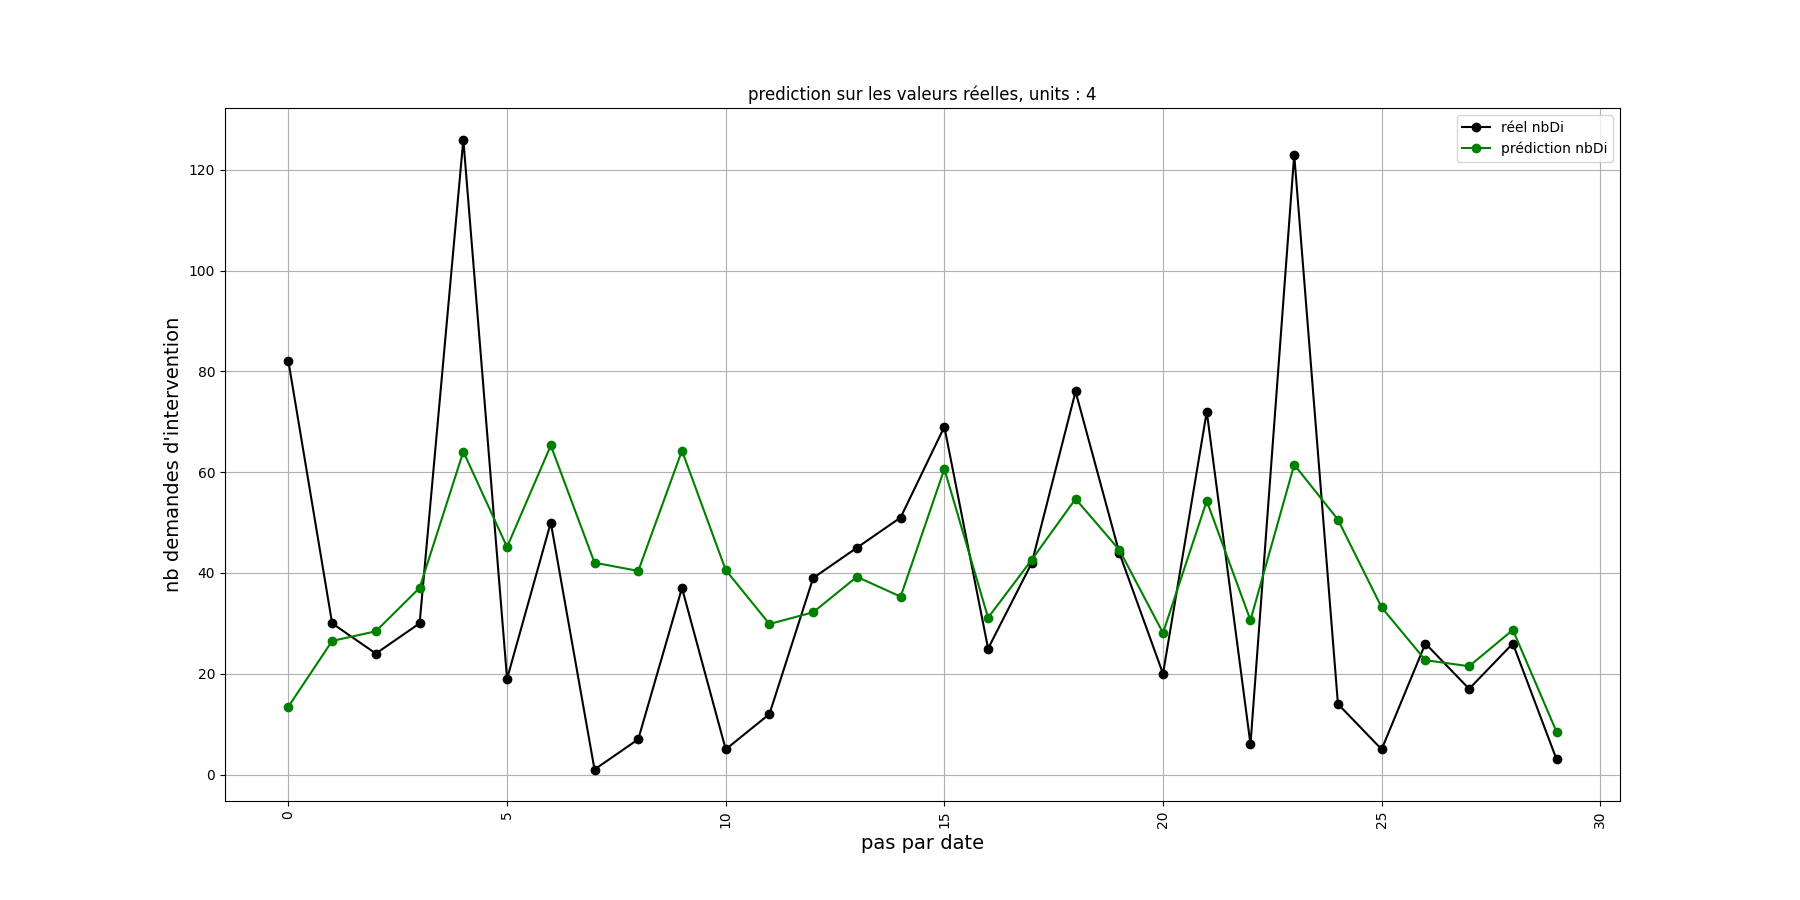 prediction sur les valeurs réelles, units : 4
réel nbDi
prédiction nbDi
nb demandes d'intervention
120
100
80
60
40
20
0
0
5
10
15
20
25
30
pas par date